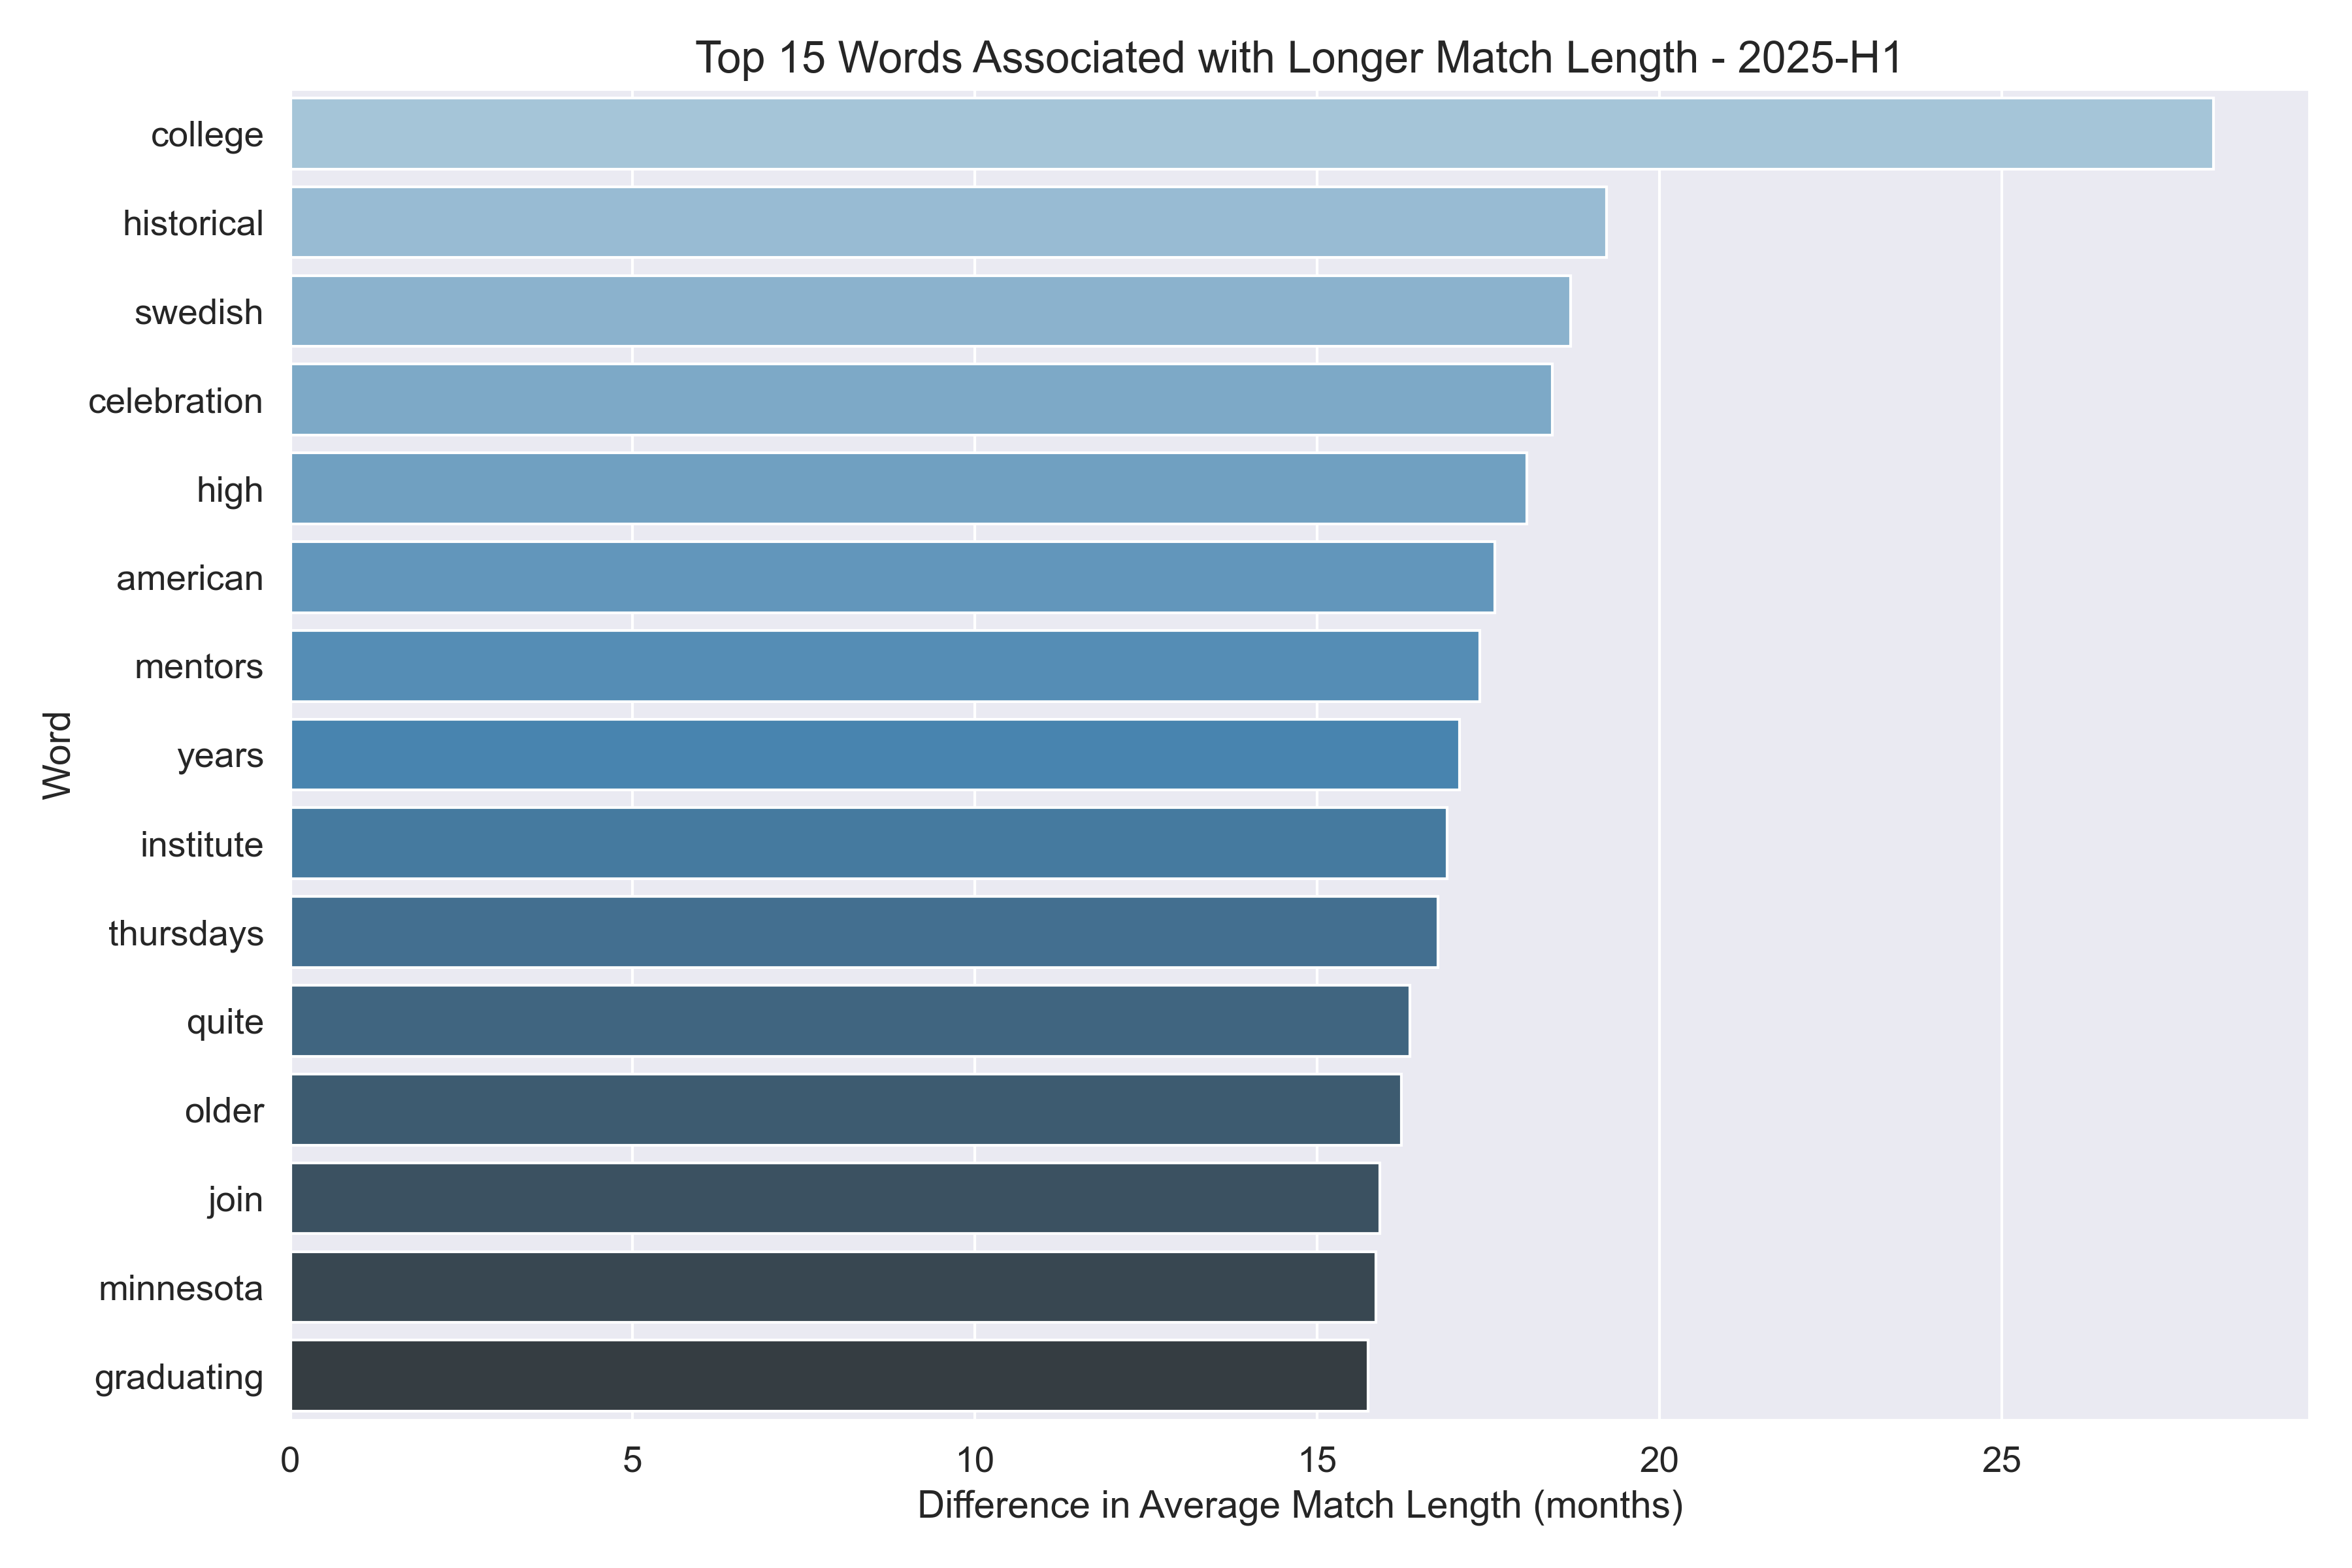 Top 15 Words Associated with Longer Match Length - 2025-H1
Word
college
historical
swedish
celebration
high
american
mentors
years
institute
thursdays
quite
older
join
minnesota
graduating
0 5 10 15 20 25
Difference in Average Match Length (months)